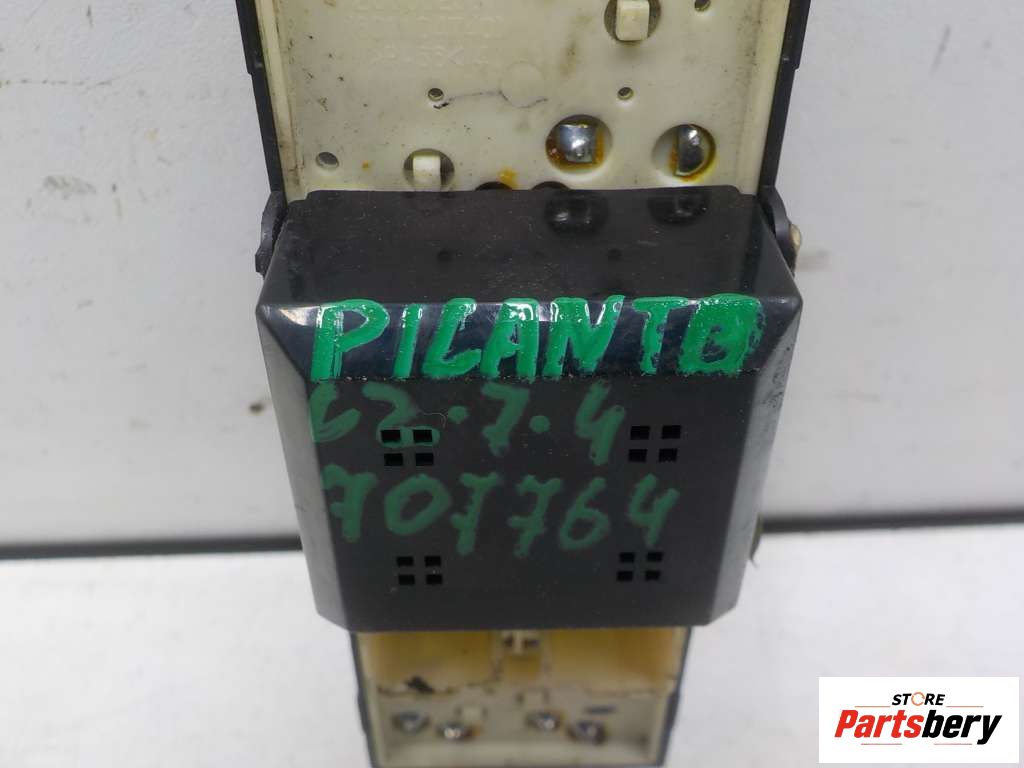 PICANTO
62.7.4
707764
STORE
Partsbery